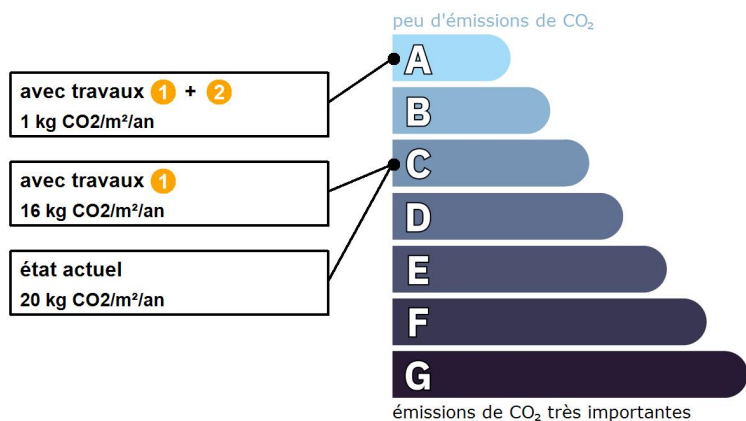 peu d'émissions de CO₂
A
avec travaux 1 + 2
1 kg CO2/m²/an
B
avec travaux 1
16 kg CO2/m²/an
C
D
état actuel
20 kg CO2/m²/an
E
F
G
émissions de CO₂ très importantes